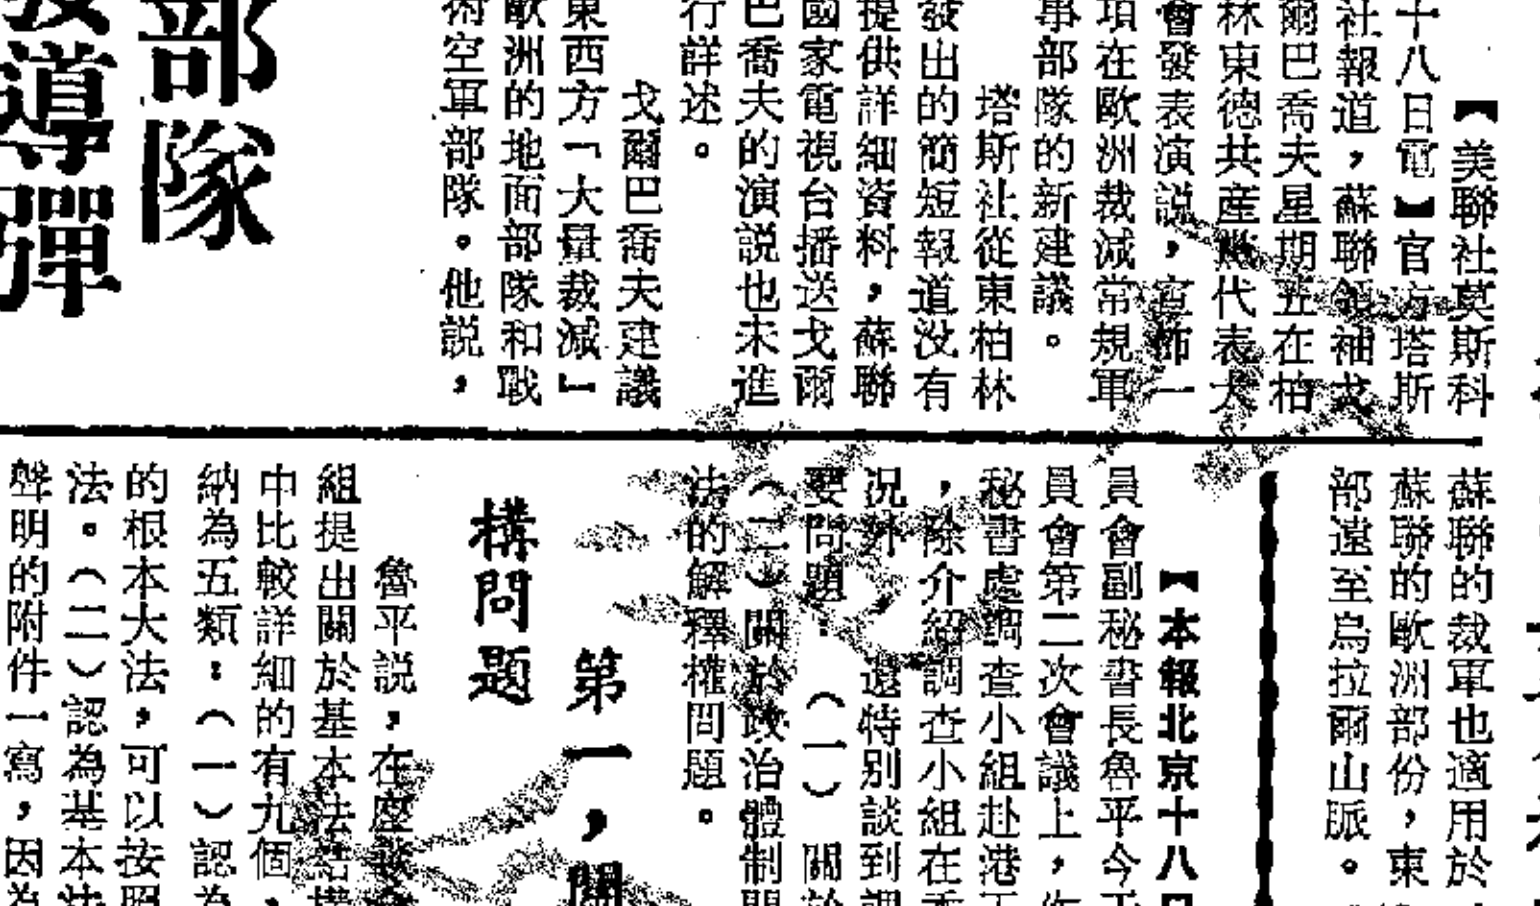 【美聯社莫斯科
十八日電】官方塔斯
社報道，蘇聯領袖戈
爾巴喬夫星期五在柏
林東德共産黨代表大
會發表演説，宣佈一
項在歐洲裁減常規軍
事部隊的新建議。
塔斯社從東柏林
發出的簡短報道没有
提供詳細資料，蘇聯
國家電視台播送戈爾
巴喬夫的演説也未進
行詳述。
戈爾巴喬夫建議
東西方「大量裁減」
歐洲的地面部隊和戰
術空軍部隊。他説，
部隊
導彈
蘇聯的裁軍也適用於
蘇聯的歐洲部份，東
部遠至烏拉爾山脈。
【本報北京十八日
員會副秘書長魯平今
員會第二次會議上，
秘書處調查小組赴港
，除介紹調查小組在
況外，還特別談到
要問題：（一）關於
（二）關於政治體制
法的解釋權問題。
第一，關
構問題
魯平説，在座
組提出關於基本法結構
中比較詳細的有九個，
納為五類：（一）認為
的根本大法，可以按照
法。（二）認為基本法
聲明的附件一寫，因為